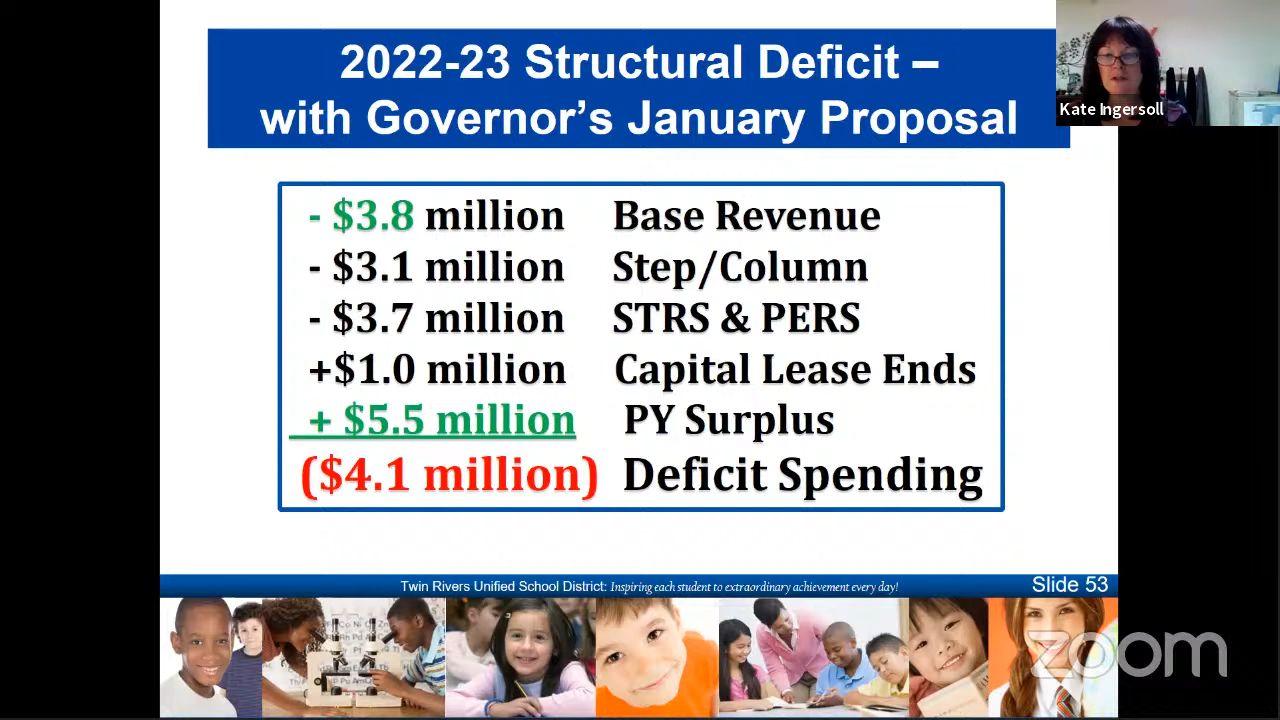 2022-23 Structural Deficit –
with Governor's January Proposal
Kate Ingersoll
- $3.8 million Base Revenue
- $3.1 million Step/Column
- $3.7 million STRS & PERS
+$1.0 million Capital Lease Ends
+ $5.5 million PY Surplus
($4.1 million) Deficit Spending
Twin Rivers Unified School District: Inspiring each student to extraordinary achievement every day!
Slide 53
zoom